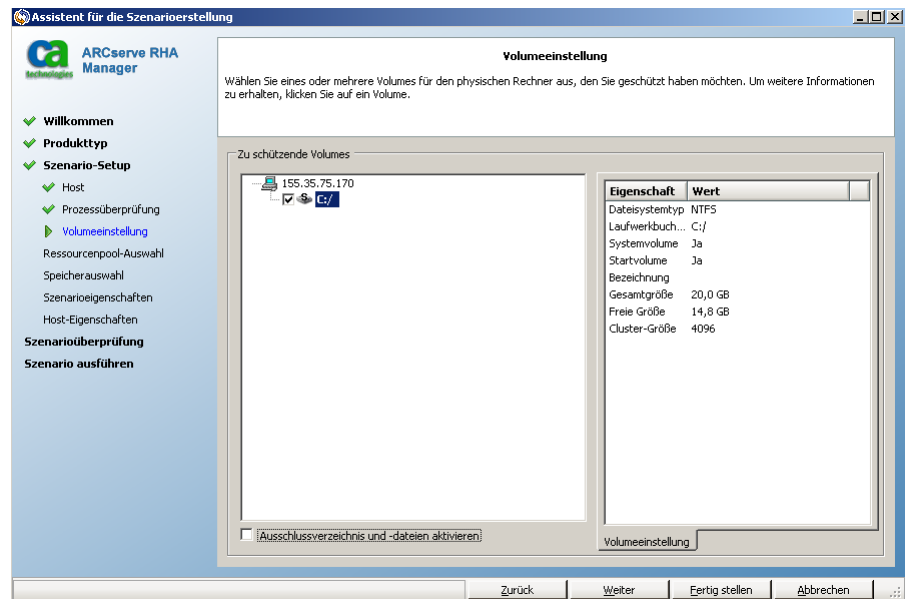 Assistent für die Szenarioerstellung
ca
technologies
ARCserve RHA
Manager
Willkommen
Produkttyp
Szenario-Setup
Host
Prozessüberprüfung
Volumeeinstellung
Ressourcenpool-Auswahl
Speicherauswahl
Szenarioeigenschaften
Host-Eigenschaften
Szenarioüberprüfung
Szenario ausführen
Volumeeinstellung
Wählen Sie eines oder mehrere Volumes für den physischen Rechner aus, den Sie geschützt haben möchten. Um weitere Informationen
zu erhalten, klicken Sie auf ein Volume.
Zu schützende Volumes
155.35.75.170
S C:/
Ausschlussverzeichnis und -dateien aktivieren
Eigenschaft Wert
Dateisystemtyp NTFS
Laufwerkbuch... C:/
Systemvolume Ja
Startvolume Ja
Bezeichnung
Gesamtgröße 20,0 GB
Freie Größe 14,8 GB
Cluster-Größe 4096
Volumeeinstellung
Zurück Weiter Fertig stellen Abbrechen